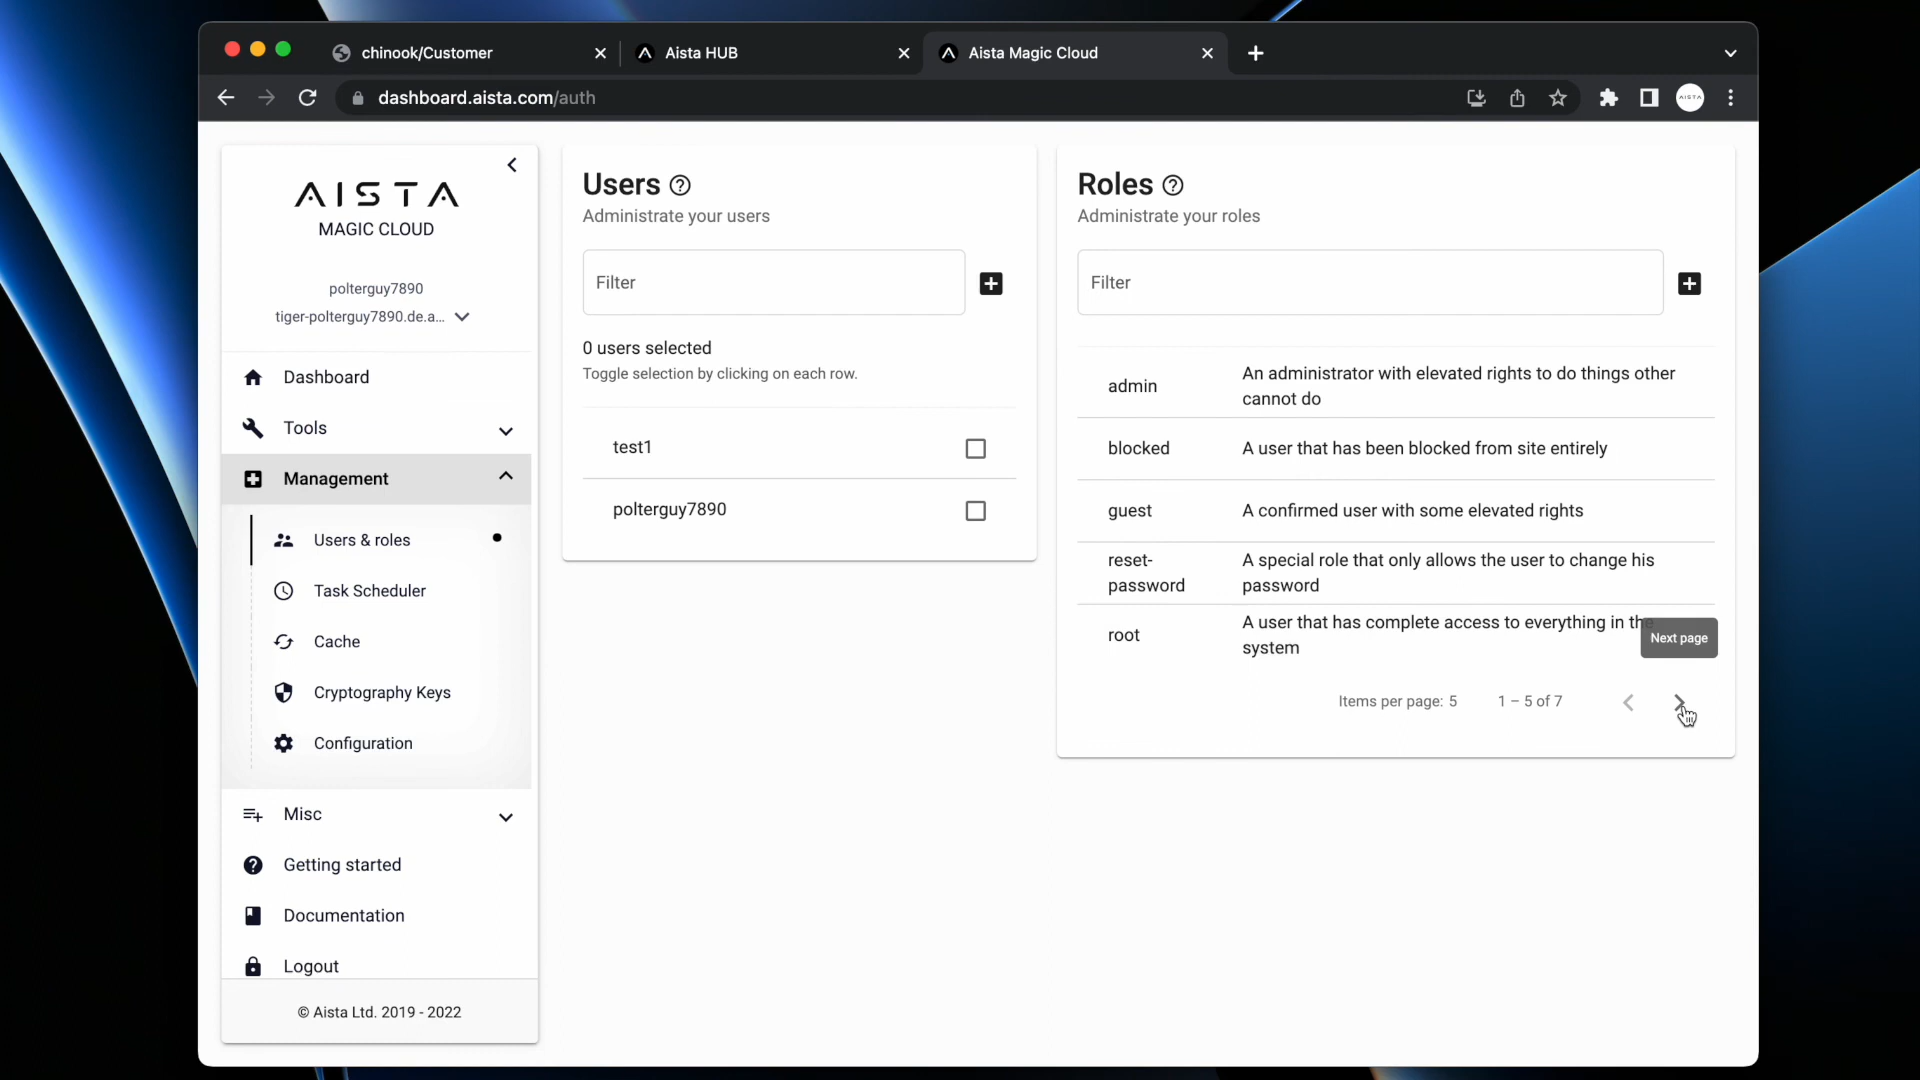 chinook/Customer
Aista HUB
Aista Magic Cloud
dashboard.aista.com/auth
AISTA
AISTA
MAGIC CLOUD
polterguy7890
tiger-polterguy7890.de.a...
Dashboard
Tools
Management
Users & roles
Task Scheduler
Cache
Cryptography Keys
Configuration
Misc
Getting started
Documentation
Logout
© Aista Ltd. 2019 - 2022
Users
Administrate your users
Filter
0 users selected
Toggle selection by clicking on each row.
test1
polterguy7890
Roles
Administrate your roles
Filter
admin
An administrator with elevated rights to do things other
cannot do
blocked
A user that has been blocked from site entirely
guest
A confirmed user with some elevated rights
reset-
password
A special role that only allows the user to change his
password
root
A user that has complete access to everything in the
system
Next page
Items per page: 5
1 – 5 of 7